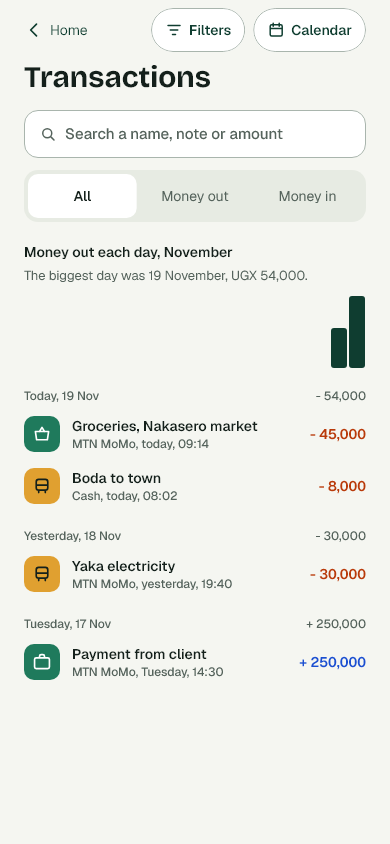 Home
Filters
Calendar
Transactions
Search a name, note or amount
All
Money out
Money in
Money out each day, November
The biggest day was 19 November, UGX 54,000.
Today, 19 Nov
- 54,000
Groceries, Nakasero market
- 45,000
MTN MoMo, today, 09:14
Boda to town
- 8,000
Cash, today, 08:02
Yesterday, 18 Nov
- 30,000
Yaka electricity
- 30,000
MTN MoMo, yesterday, 19:40
Tuesday, 17 Nov
+ 250,000
Payment from client
+ 250,000
MTN MoMo, Tuesday, 14:30